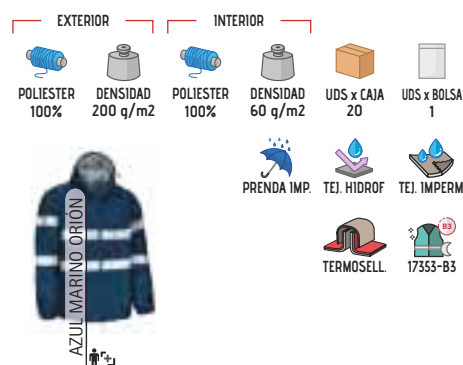 EXTERIOR
INTERIOR
POLIESTER
100%
DENSIDAD
200 g/m2
POLIESTER
100%
DENSIDAD
60 g/m2
UDS x CAJA
20
UDS x BOLSA
1
PRENDA IMP.
TEJ. HIDROF
TEJ. IMPERM
B3
TERMOSELL.
17353-B3
AZUL MARINO ORIÓN